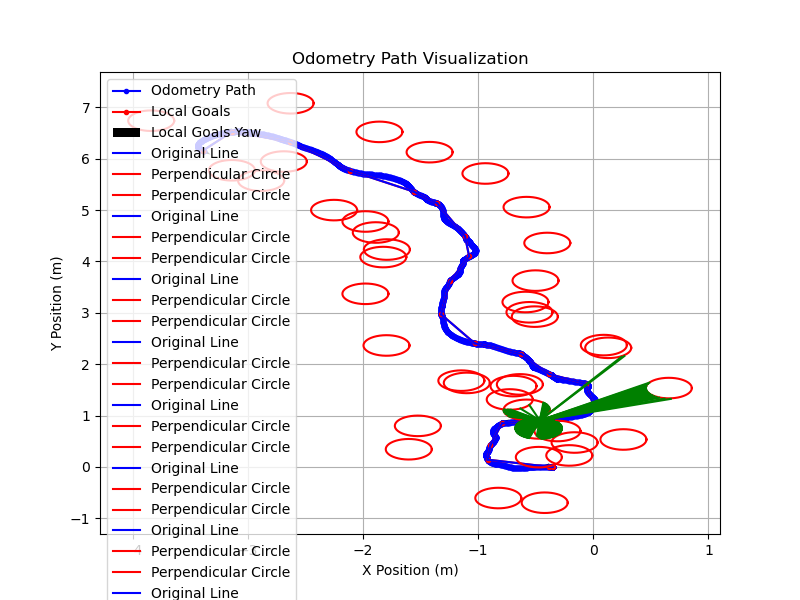 Odometry Path Visualization
Y Position (m)
7
6
5
4
3
2
1
0
−1
Odometry Path
Local Goals
Local Goals Yaw
Original Line
Perpendicular Circle
Perpendicular Circle
Original Line
Perpendicular Circle
Perpendicular Circle
Original Line
Perpendicular Circle
Perpendicular Circle
Original Line
Perpendicular Circle
Perpendicular Circle
Original Line
Perpendicular Circle
Perpendicular Circle
Original Line
Perpendicular Circle
Perpendicular Circle
Original Line
Perpendicular Circle
Perpendicular Circle
Original Line
−2 −1 0 1
X Position (m)